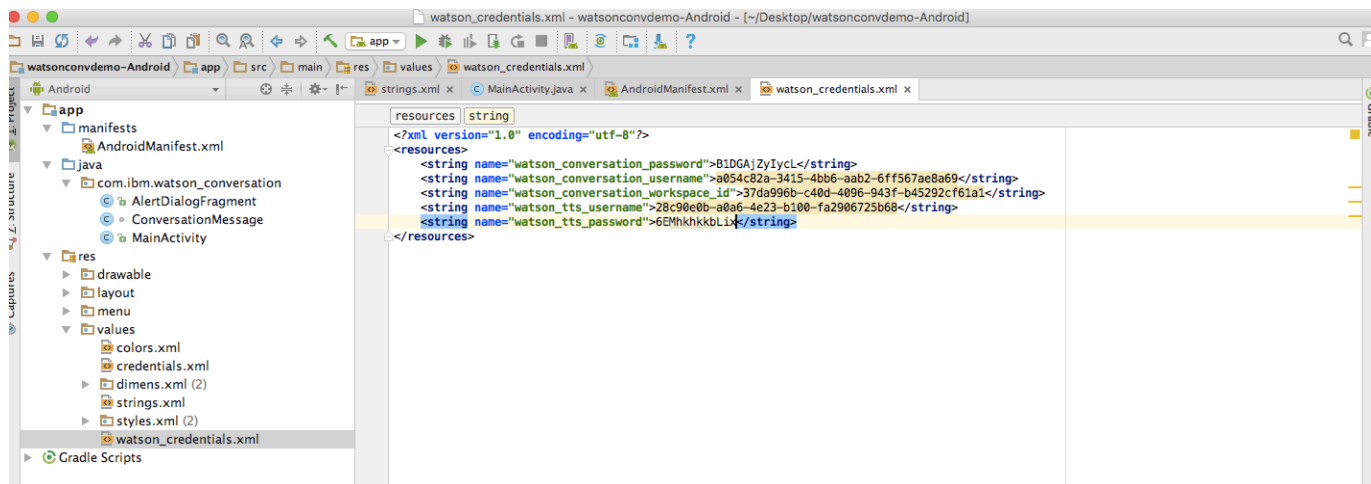 watson_credentials.xml - watsonconvdemo-Android - [~/Desktop/watsonconvdemo-Android]
app
watsonconvdemo-Android app src main res values watson_credentials.xml
Android
strings.xml MainActivity.java AndroidManifest.xml watson_credentials.xml
resources string
app
manifests
AndroidManifest.xml
java
com.ibm.watson_conversation
AlertDialogFragment
ConversationMessage
MainActivity
res
drawable
layout
menu
values
colors.xml
credentials.xml
dimens.xml (2)
strings.xml
styles.xml (2)
watson_credentials.xml
Gradle Scripts
<?xml version="1.0" encoding="utf-8"?>
<resources>
<string name="watson_conversation_password">B1DGAjZyIycL</string>
<string name="watson_conversation_username">a054c82a-3415-4bb6-aab2-6ff567ae8a69</string>
<string name="watson_conversation_workspace_id">37da996b-c40d-4096-943f-b45292cf61a1</string>
<string name="watson_tts_username">28c90e0b-a0a6-4e23-b100-fa2906725b68</string>
<string name="watson_tts_password">6EMhkhkkbLix</string>
</resources>
Captures